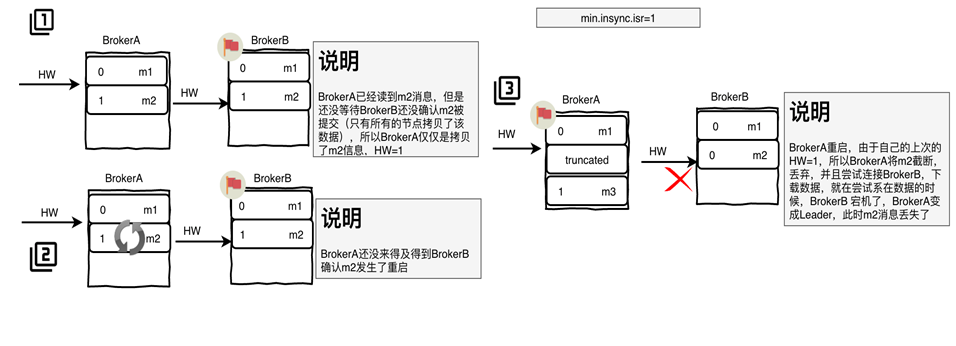 1
BrokerA
BrokerB
HW
0 m1
1 m2
HW
0 m1
1 m2
说明
BrokerA已经读到m2消息，但是
还没等待BrokerB还没确认m2被
提交（只有所有的节点拷贝了该
数据），所以BrokerA仅仅是拷贝
了m2信息，HW=1
2
BrokerA
BrokerB
HW
0 m1
1 m2
HW
0 m1
1 m2
说明
BrokerA还没来得及得到BrokerB
确认m2发生了重启
min.insync.isr=1
3
BrokerA
BrokerB
HW
0 m1
truncated
1 m3
HW
0 m1
0 m2
说明
BrokerA重启，由于自己的上次的
HW=1，所以BrokerA将m2截断，
丢弃，并且尝试连接BrokerB，下
载数据，就在尝试系在数据的时
候，BrokerB 宕机了，BrokerA变
成Leader，此时m2消息丢失了